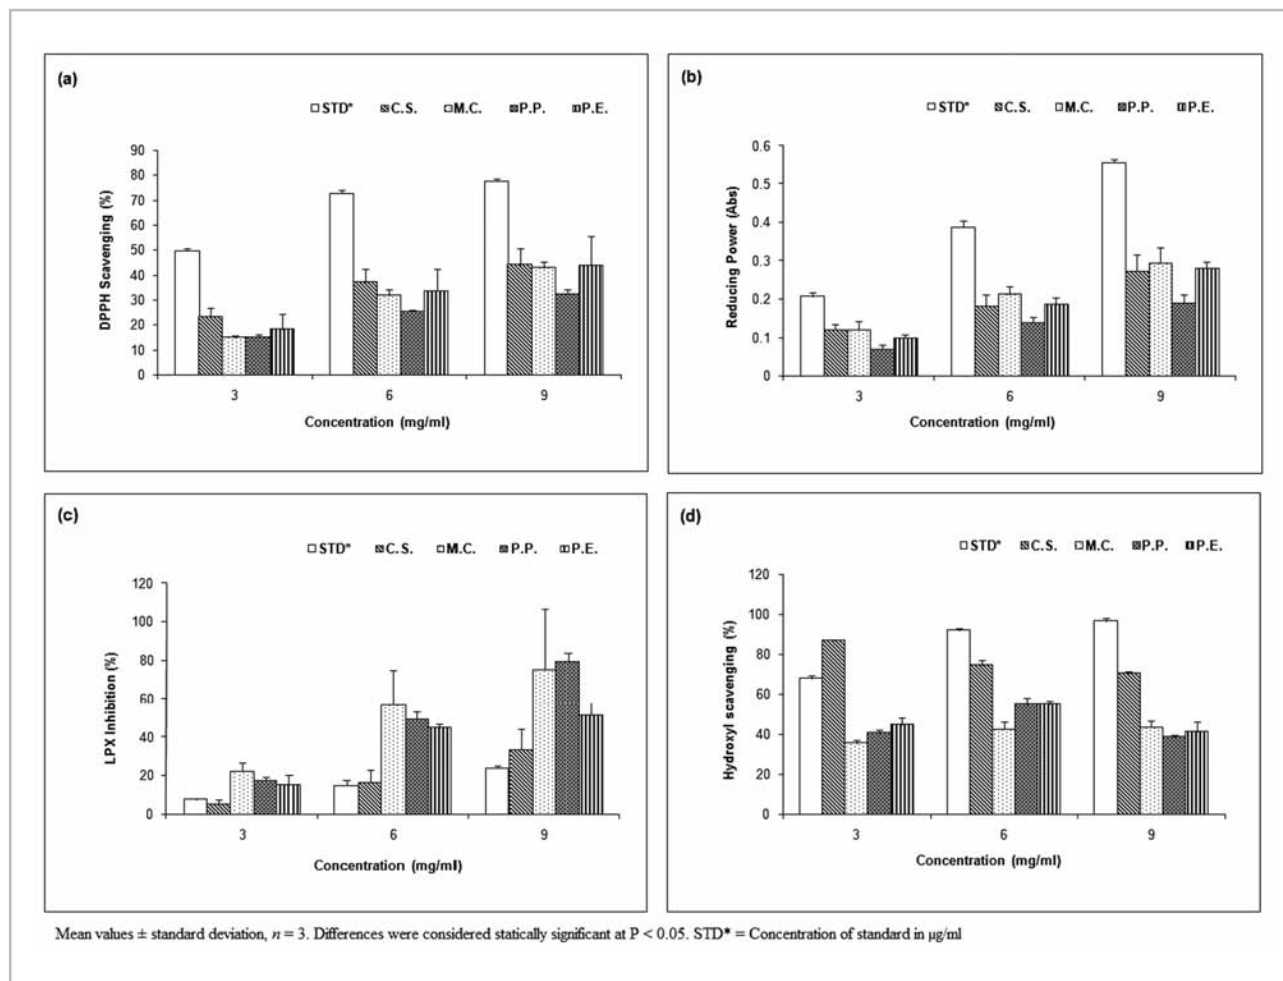 (a)
STD* C.S. M.C. P.P. P.E.
90
80
70
60
50
40
30
20
10
0
DPPH Scavenging (%)
3 6 9
Concentration (mg/ml)
(b)
STD* C.S. M.C. P.P. P.E.
0.6
0.5
0.4
0.3
0.2
0.1
0
Reducing Power (Abs)
3 6 9
Concentration (mg/ml)
(c)
STD* C.S. M.C. P.P. P.E.
120
100
80
60
40
20
0
LPX Inhibition (%)
3 6 9
Concentration (mg/ml)
(d)
STD* C.S. M.C. P.P. P.E.
120
100
80
60
40
20
0
Hydroxyl scavenging (%)
3 6 9
Concentration (mg/ml)
Mean values ± standard deviation, n = 3. Differences were considered statically significant at P < 0.05. STD* = Concentration of standard in µg/ml